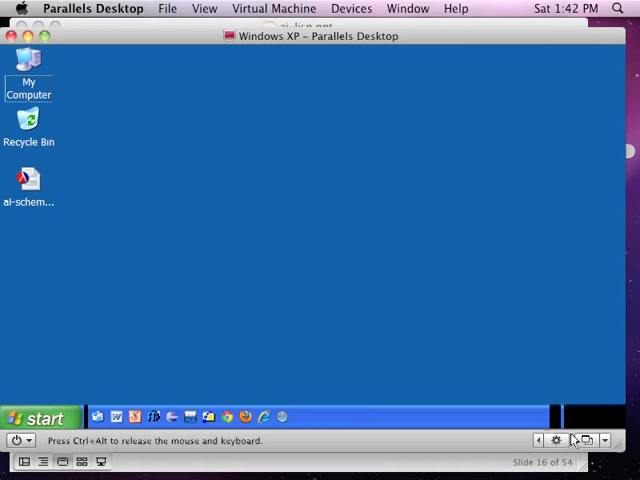 Parallels Desktop File View Virtual Machine Devices Window Help Sat 1:42 PM
Windows XP – Parallels Desktop
My
Computer
Recycle Bin
ai-schem...
start
Press Ctrl+Alt to release the mouse and keyboard.
Slide 16 of 54